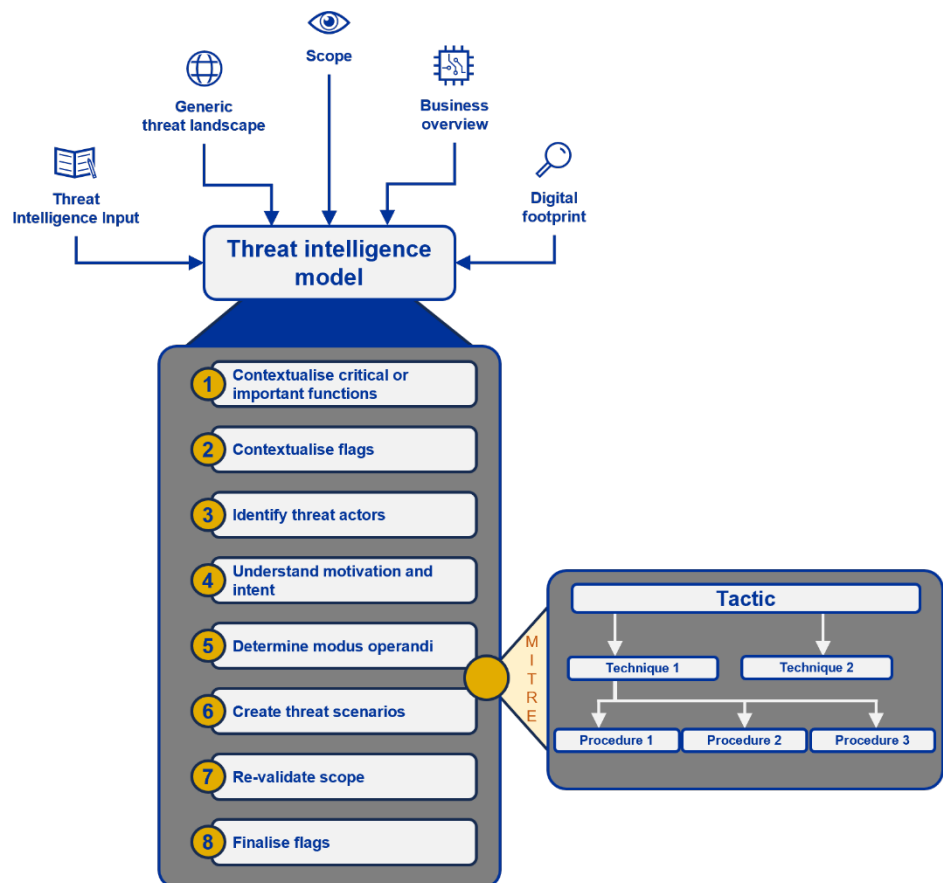 Scope
Generic
threat landscape
Business
overview
Threat
Intelligence Input
Digital
footprint
Threat intelligence
model
1
Contextualise critical or
important functions
2
Contextualise flags
3
Identify threat actors
4
Understand motivation and
intent
5
Determine modus operandi
6
Create threat scenarios
7
Re-validate scope
8
Finalise flags
MITRE
Tactic
Technique 1
Technique 2
Procedure 1
Procedure 2
Procedure 3